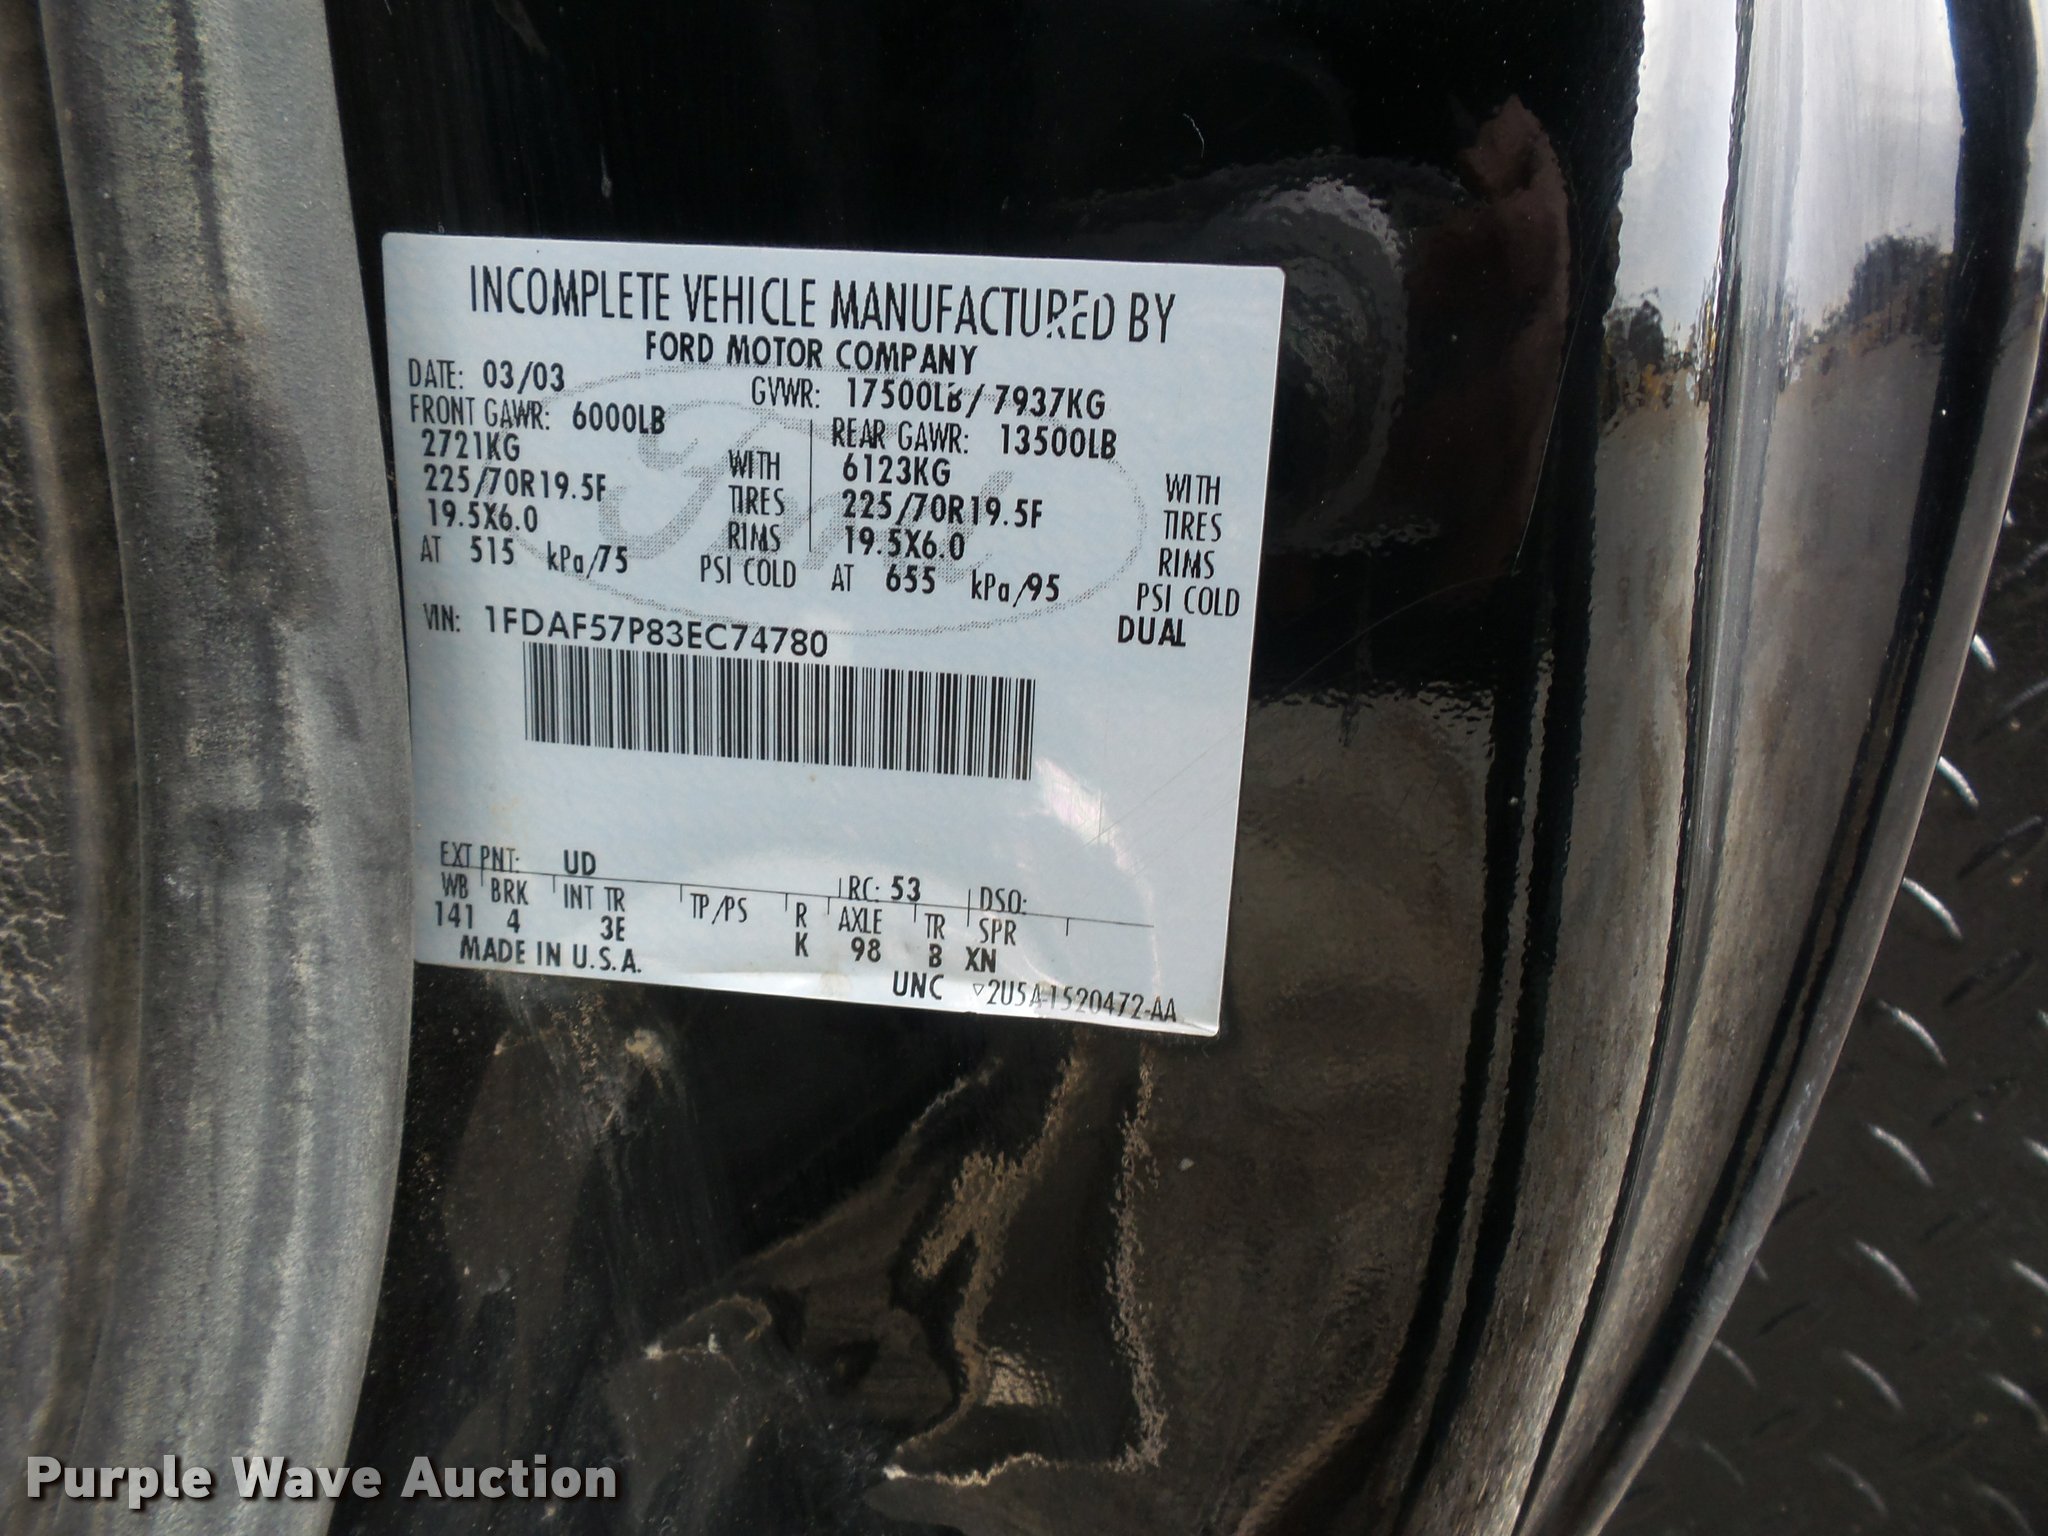 INCOMPLETE VEHICLE MANUFACTURED BY
FORD MOTOR COMPANY
DATE: 03/03 GVWR: 17500LB/7937KG
FRONT GAWR: 6000LB REAR GAWR: 13500LB
2721KG WITH 6123KG WITH
225/70R19.5F TIRES 225/70R19.5F TIRES
19.5X6.0 RIMS 19.5X6.0 RIMS
AT 515 kPa/75 PSI COLD AT 655 kPa/95 PSI COLD
DUAL
VIN: 1FDAF57P83EC74780
Ford
EXT PNT: UD RC: 53 DSO:
WB BRK INT TR TP/PS R AXLE TR SPR
141 4 3E K 98 B XN
MADE IN U.S.A.
UNC ▽2U5A-1520472-AA
Purple Wave Auction